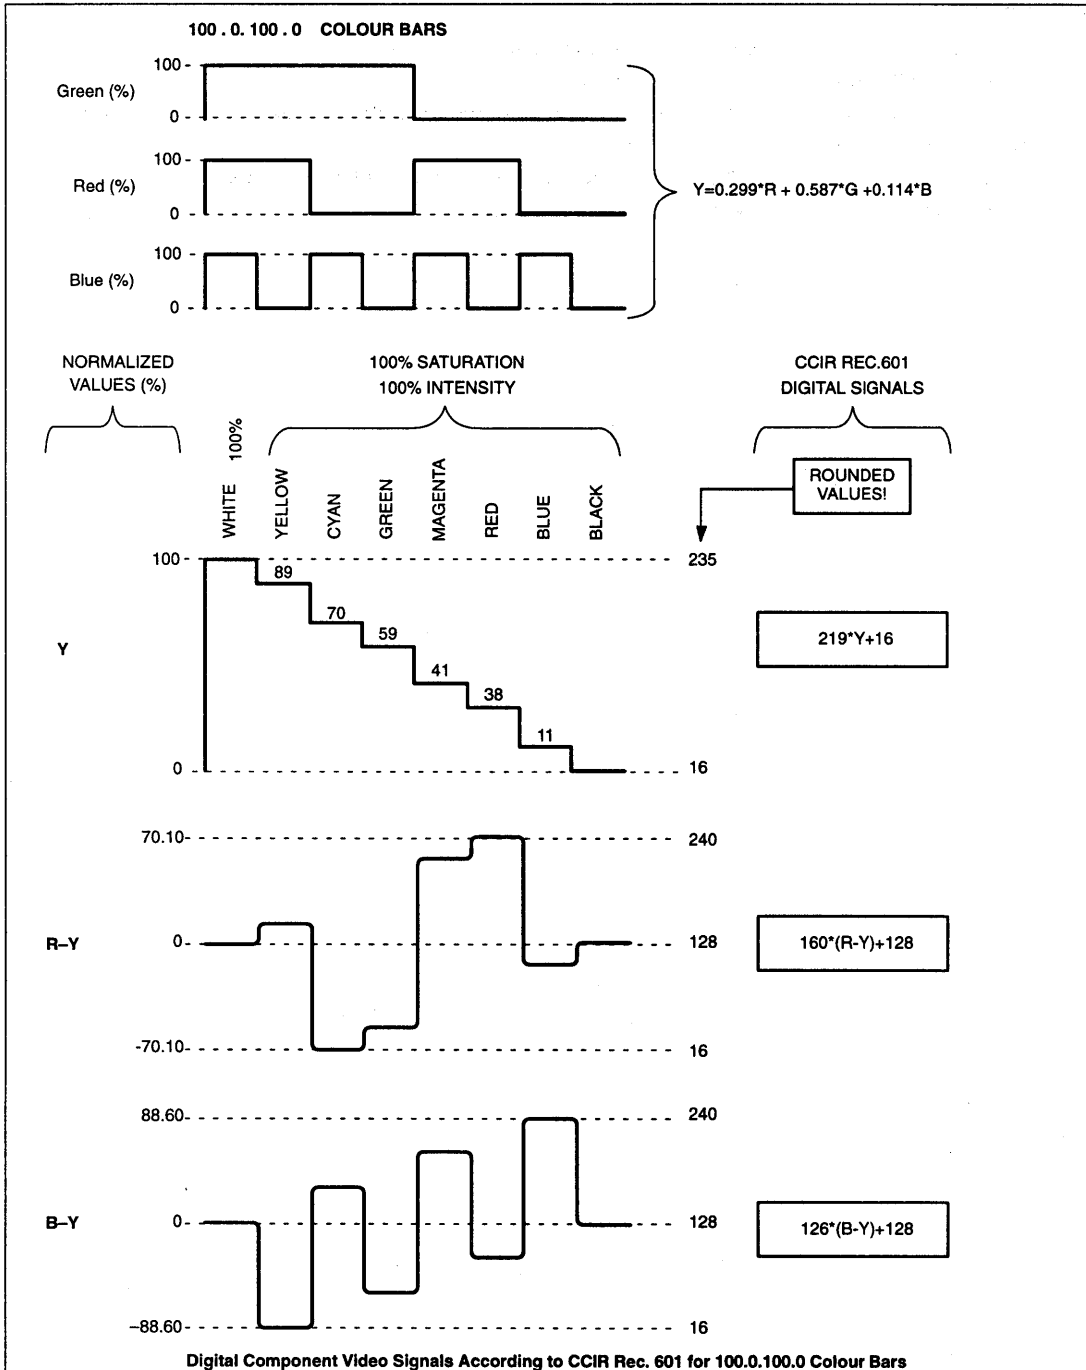 100.0.100.0 COLOUR BARS
100
Green (%)
0
100
Red (%)
0
Y=0.299*R + 0.587*G +0.114*B
100
Blue (%)
0
NORMALIZED
VALUES (%)
100% SATURATION
100% INTENSITY
CCIR REC.601
DIGITAL SIGNALS
WHITE 100%
YELLOW
CYAN
GREEN
MAGENTA
RED
BLUE
BLACK
ROUNDED
VALUES!
100
235
89
70
59
41
38
11
Y
219*Y+16
0
16
70.10
240
R–Y
0
128
160*(R-Y)+128
-70.10
16
88.60
240
B–Y
0
128
126*(B-Y)+128
–88.60
16
Digital Component Video Signals According to CCIR Rec. 601 for 100.0.100.0 Colour Bars